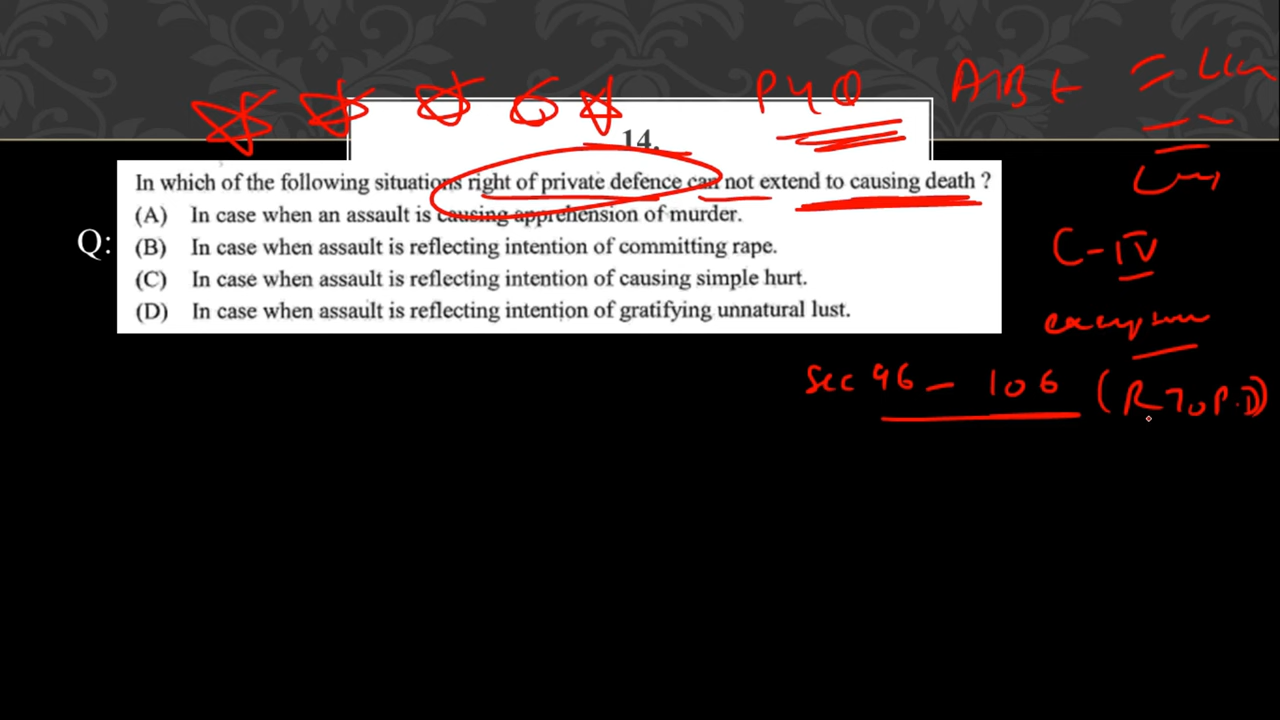 PYQ
14.
In which of the following situations right of private defence can not extend to causing death ?
(A) In case when an assault is causing apprehension of murder.
Q:
(B) In case when assault is reflecting intention of committing rape.
(C) In case when assault is reflecting intention of causing simple hurt.
(D) In case when assault is reflecting intention of gratifying unnatural lust.
C-IV
Sec 96 - 106 (RTOP.D)